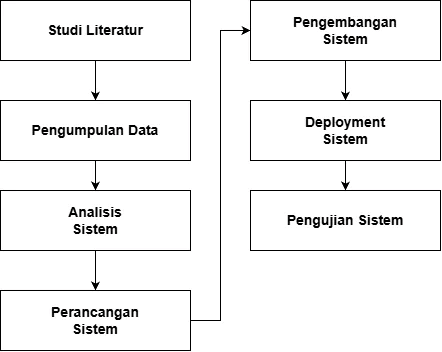 Studi Literatur
Pengumpulan Data
Analisis
Sistem
Perancangan
Sistem
Pengembangan
Sistem
Deployment
Sistem
Pengujian Sistem